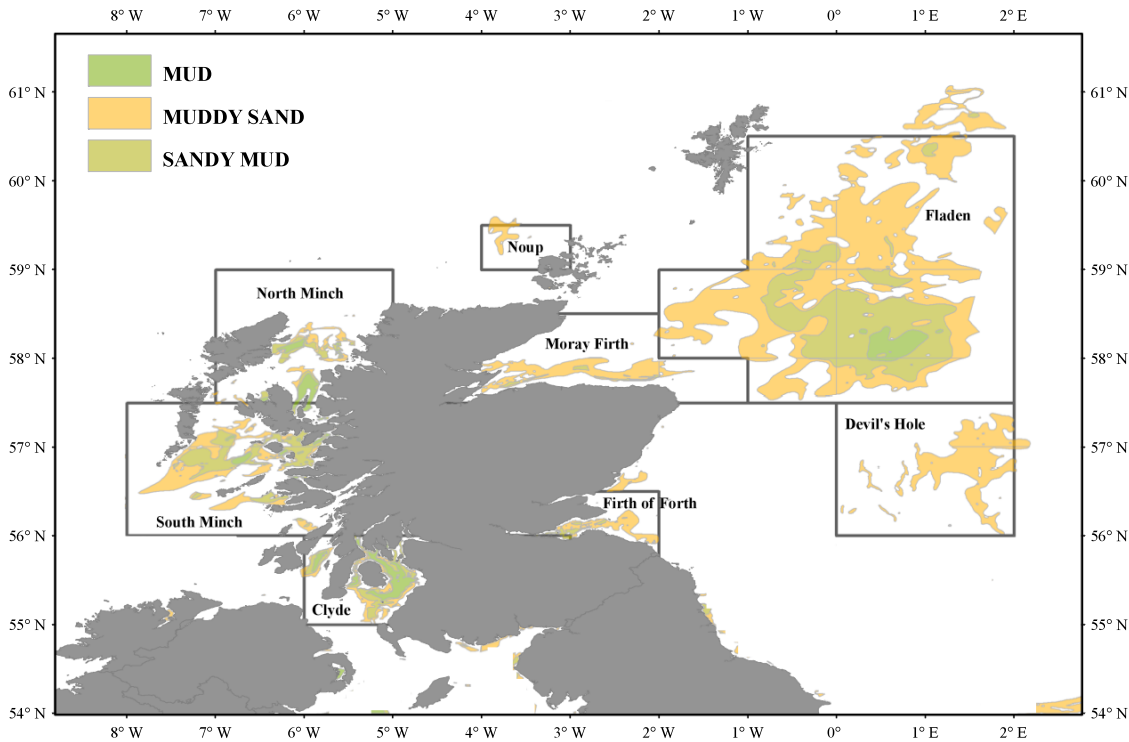 8° W 7° W 6° W 5° W 4° W 3° W 2° W 1° W 0° 1° E 2° E
MUD
MUDDY SAND
SANDY MUD
61° N 61° N
60° N 60° N
Fladen
Noup
59° N 59° N
North Minch
Moray Firth
58° N 58° N
Devil's Hole
57° N 57° N
Firth of Forth
South Minch
56° N 56° N
Clyde
55° N 55° N
54° N 54° N
8° W 7° W 6° W 5° W 4° W 3° W 2° W 1° W 0° 1° E 2° E